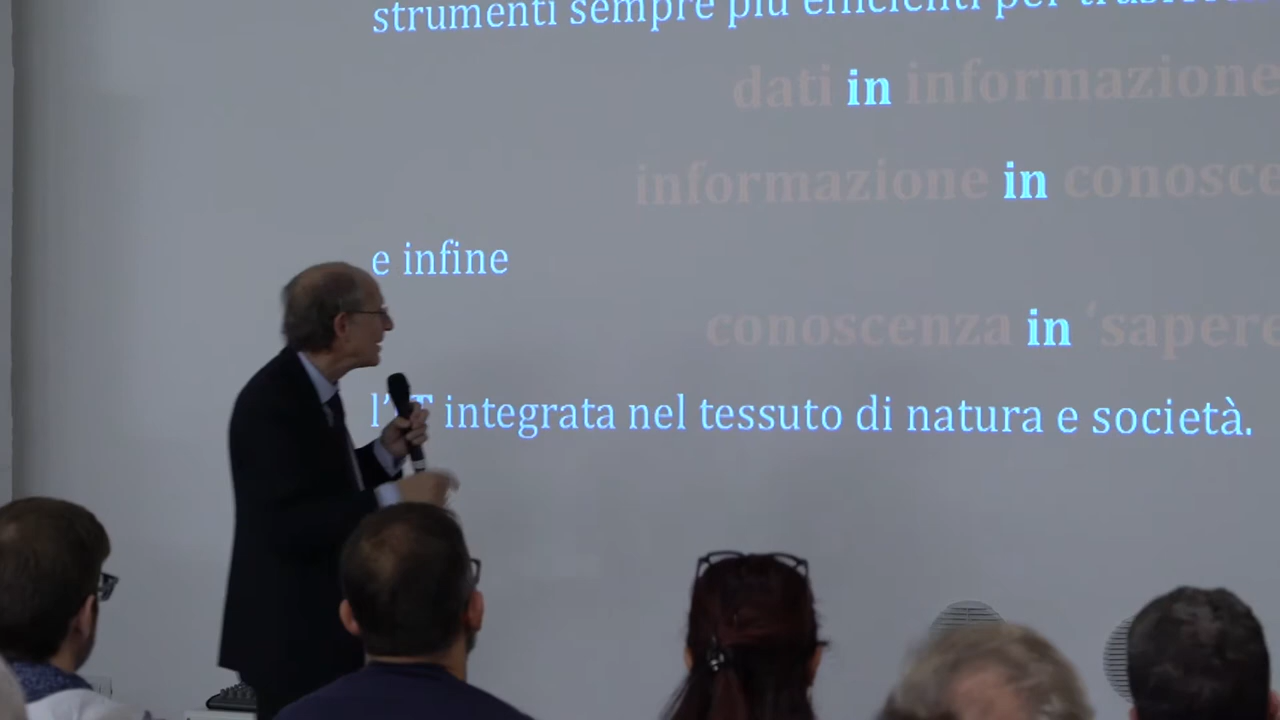 strumenti sempre più efficienti per
dati in informazione
informazione in
e infine
conoscenza in 'sapere
integrata nel tessuto di natura e società.